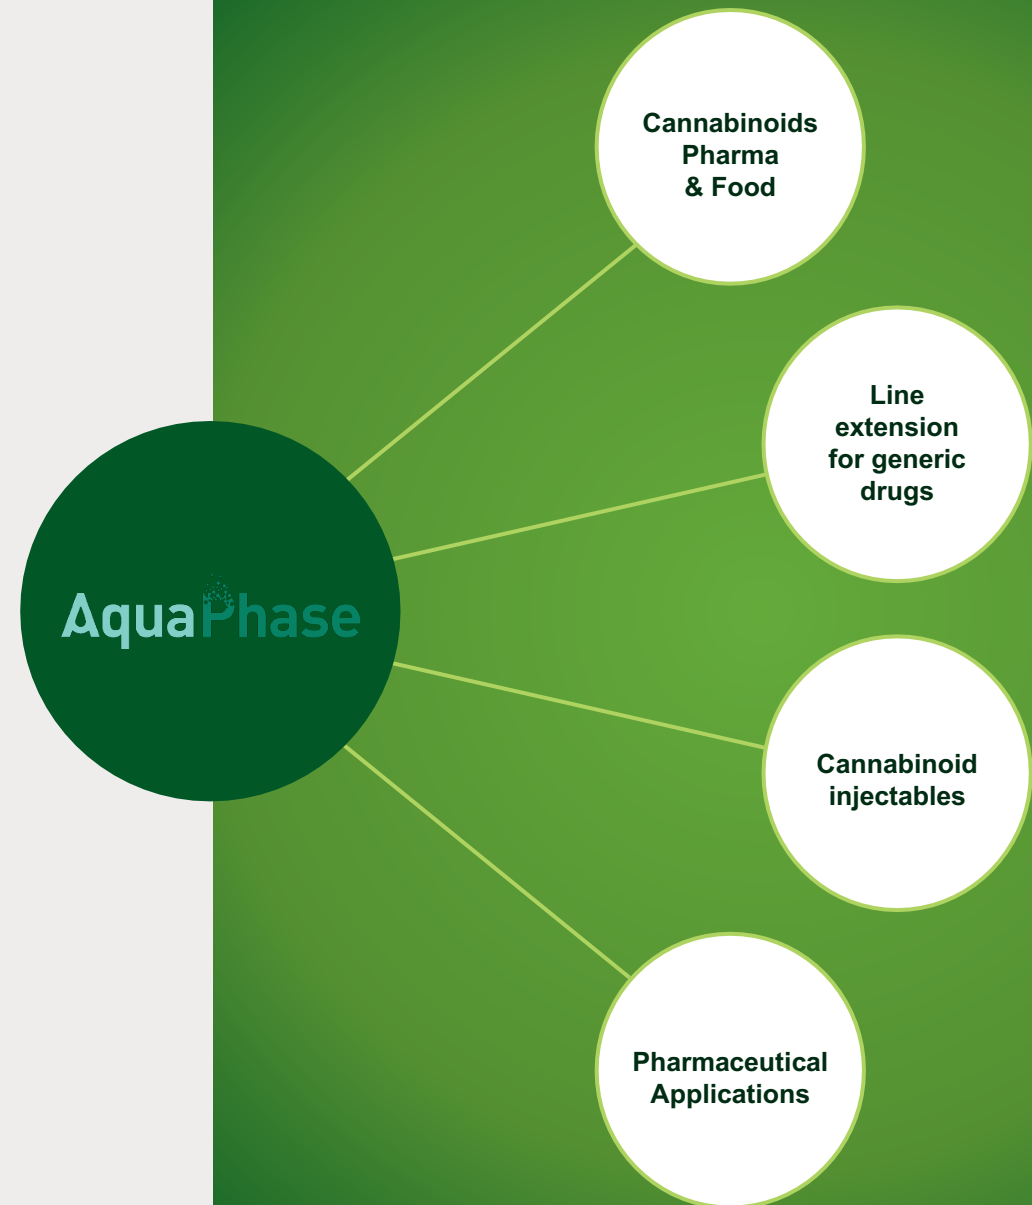 Cannabinoids
Pharma
& Food
Line
extension
for generic
drugs
AquaPhase
Cannabinoid
injectables
Pharmaceutical
Applications